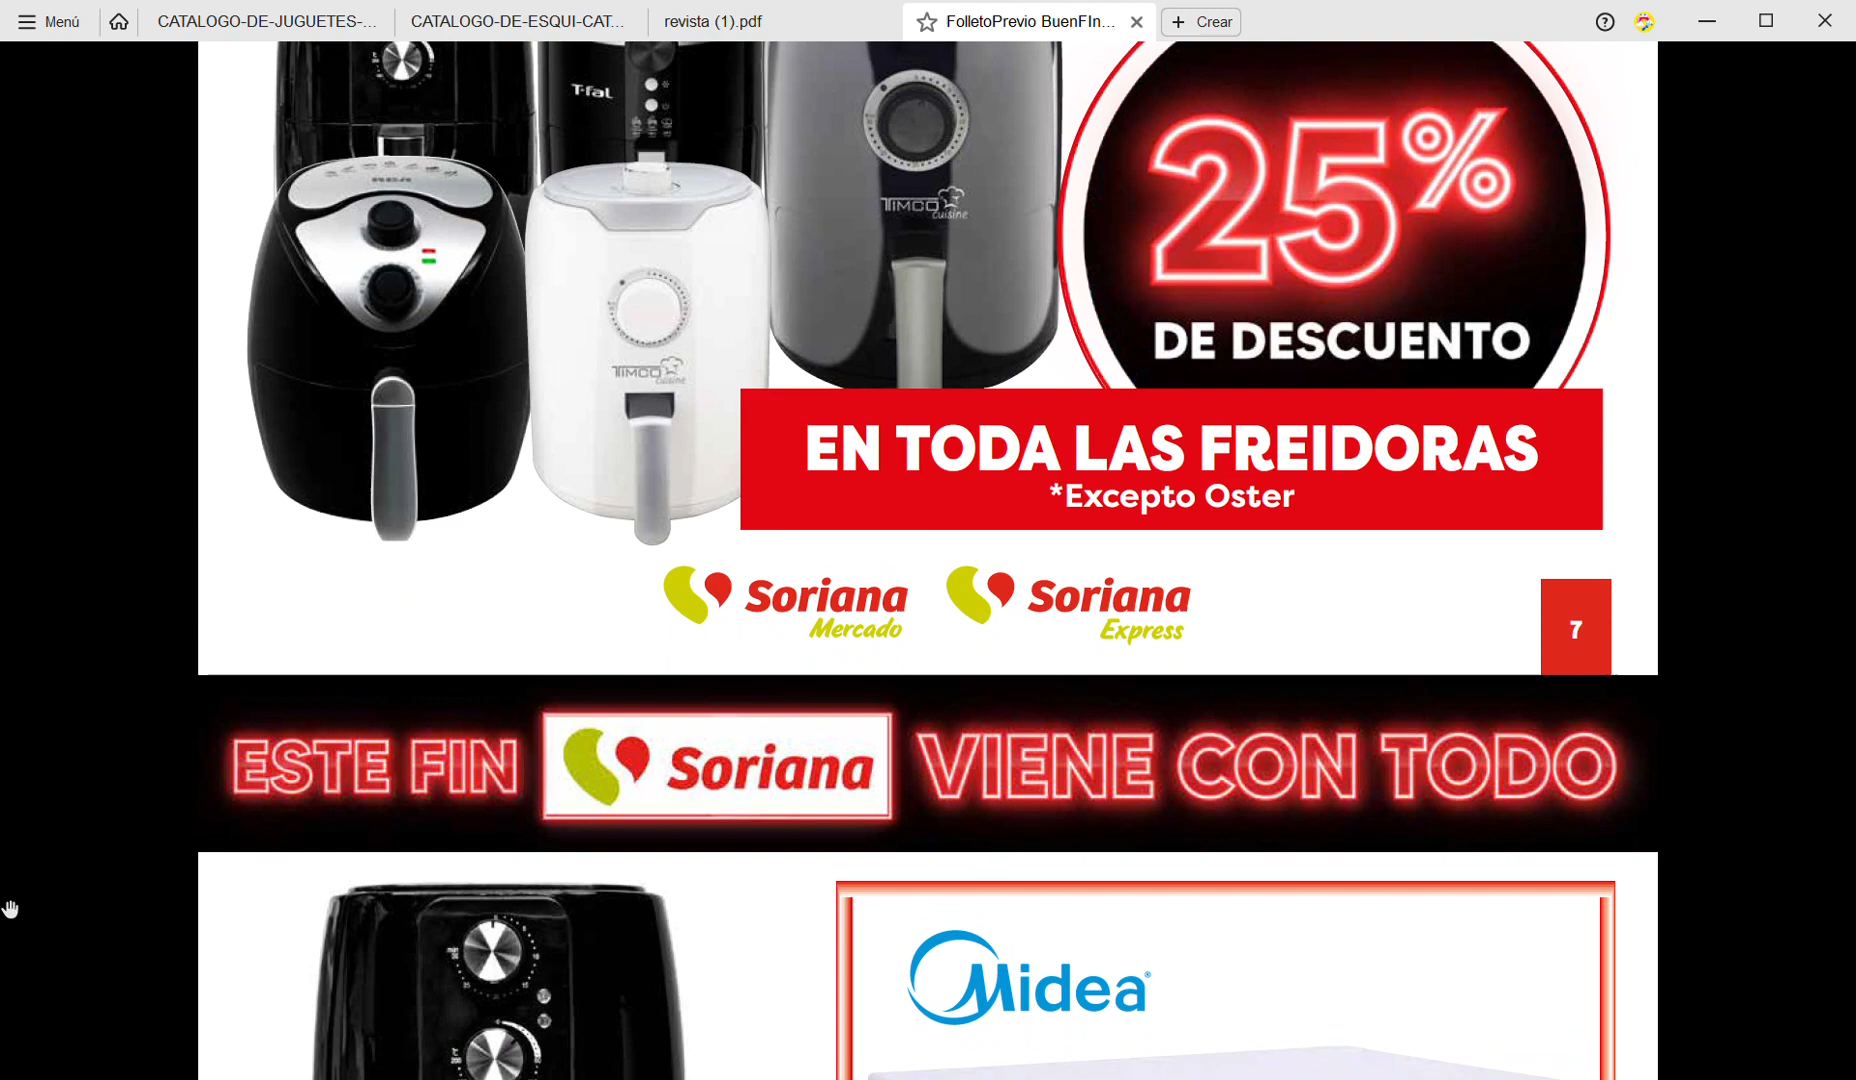 Menú
CATALOGO-DE-JUGUETES-...
CATALOGO-DE-ESQUI-CAT...
revista (1).pdf
FolletoPrevio BuenFIn...
+ Crear
T-faL
RCA
TIMCO
cuisine
TIMCO
cuisine
25%
DE DESCUENTO
EN TODA LAS FREIDORAS
*Excepto Oster
Soriana
Mercado
Soriana
Express
7
ESTE FIN Soriana VIENE CON TODO
Midea®